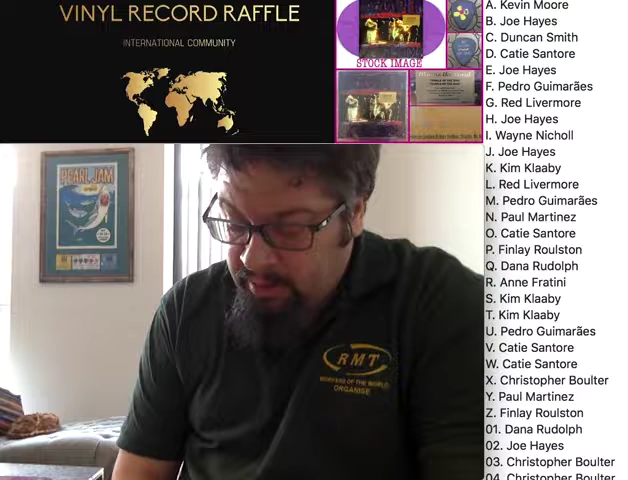 VINYL RECORD RAFFLE
INTERNATIONAL COMMUNITY
STOCK IMAGE
PEARL JAM
RMT
WORKERS OF THE WORLD
ORGANISE
A. Kevin Moore
B. Joe Hayes
C. Duncan Smith
D. Catie Santore
E. Joe Hayes
F. Pedro Guimarães
G. Red Livermore
H. Joe Hayes
I. Wayne Nicholl
J. Joe Hayes
K. Kim Klaaby
L. Red Livermore
M. Pedro Guimarães
N. Paul Martinez
O. Catie Santore
P. Finlay Roulston
Q. Dana Rudolph
R. Anne Fratini
S. Kim Klaaby
T. Kim Klaaby
U. Pedro Guimarães
V. Catie Santore
W. Catie Santore
X. Christopher Boulter
Y. Paul Martinez
Z. Finlay Roulston
01. Dana Rudolph
02. Joe Hayes
03. Christopher Boulter
04. Christopher Boulter